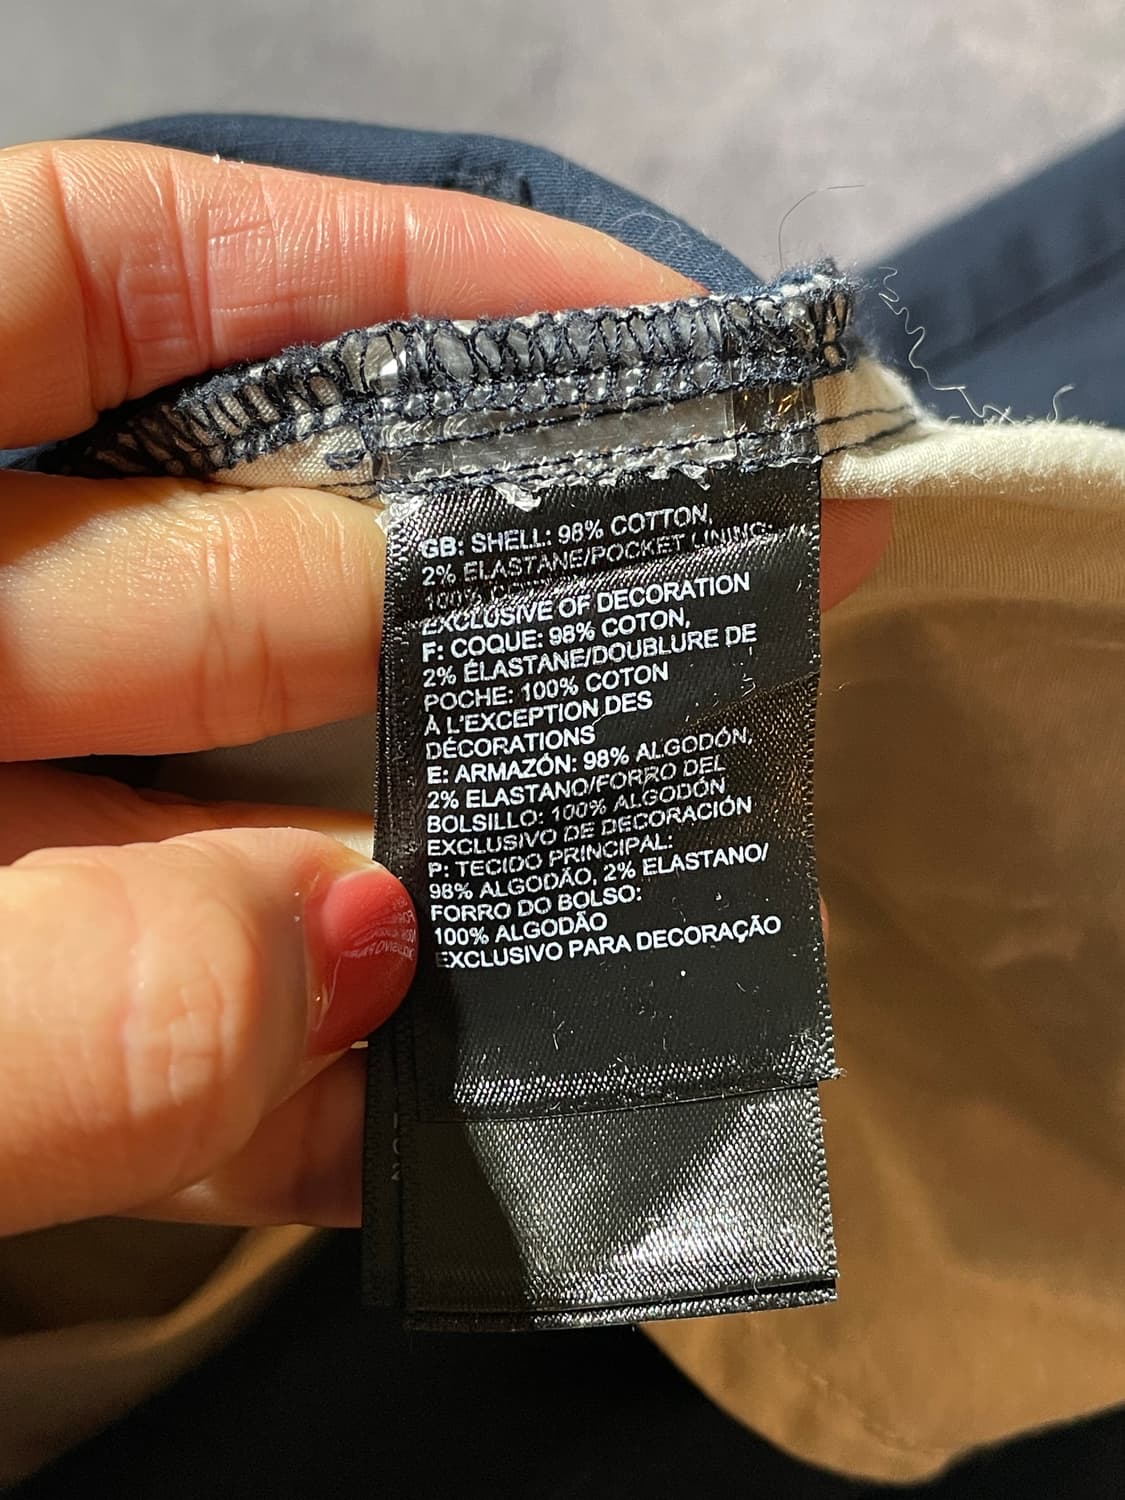 GB: SHELL: 98% COTTON,
2% ELASTANE/POCKET LINING:
100%
EXCLUSIVE OF DECORATION
F: COQUE: 98% COTON,
2% ÉLASTANE/DOUBLURE DE
POCHE: 100% COTON
À L'EXCEPTION DES
DÉCORATIONS
E: ARMAZÓN: 98% ALGODÓN,
2% ELASTANO/FORRO DEL
BOLSILLO: 100% ALGODÓN
EXCLUSIVO DE DECORACIÓN
P: TECIDO PRINCIPAL:
98% ALGODÃO, 2% ELASTANO/
FORRO DO BOLSO:
100% ALGODÃO
EXCLUSIVO PARA DECORAÇÃO